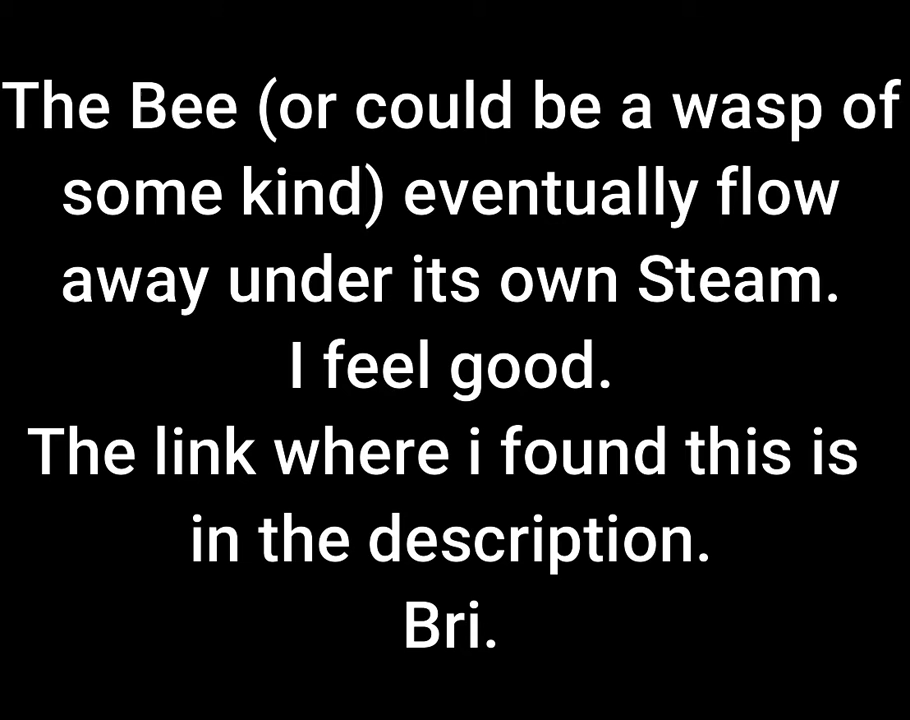 The Bee (or could be a wasp of
some kind) eventually flow
away under its own Steam.
I feel good.
The link where i found this is
in the description.
Bri.